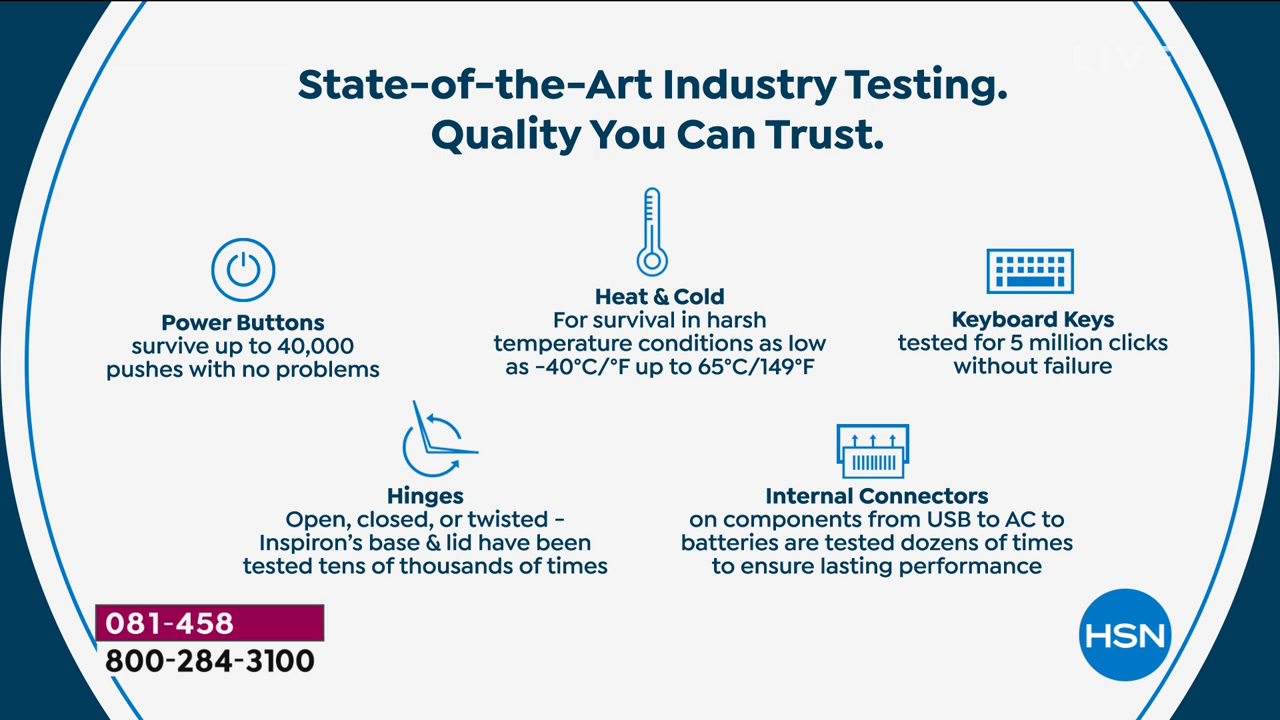 LIVE
State-of-the-Art Industry Testing.
Quality You Can Trust.
Power Buttons
survive up to 40,000
pushes with no problems
Heat & Cold
For survival in harsh
temperature conditions as low
as -40°C/°F up to 65°C/149°F
Keyboard Keys
tested for 5 million clicks
without failure
Hinges
Open, closed, or twisted -
Inspiron's base & lid have been
tested tens of thousands of times
Internal Connectors
on components from USB to AC to
batteries are tested dozens of times
to ensure lasting performance
081-458
800-284-3100
HSN